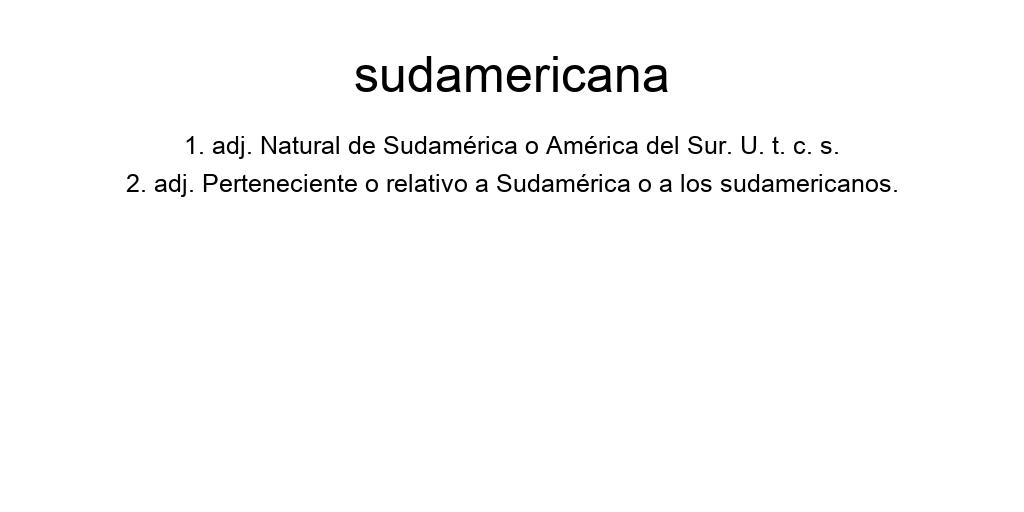 sudamericana
1. adj. Natural de Sudamérica o América del Sur. U. t. c. s.
2. adj. Perteneciente o relativo a Sudamérica o a los sudamericanos.